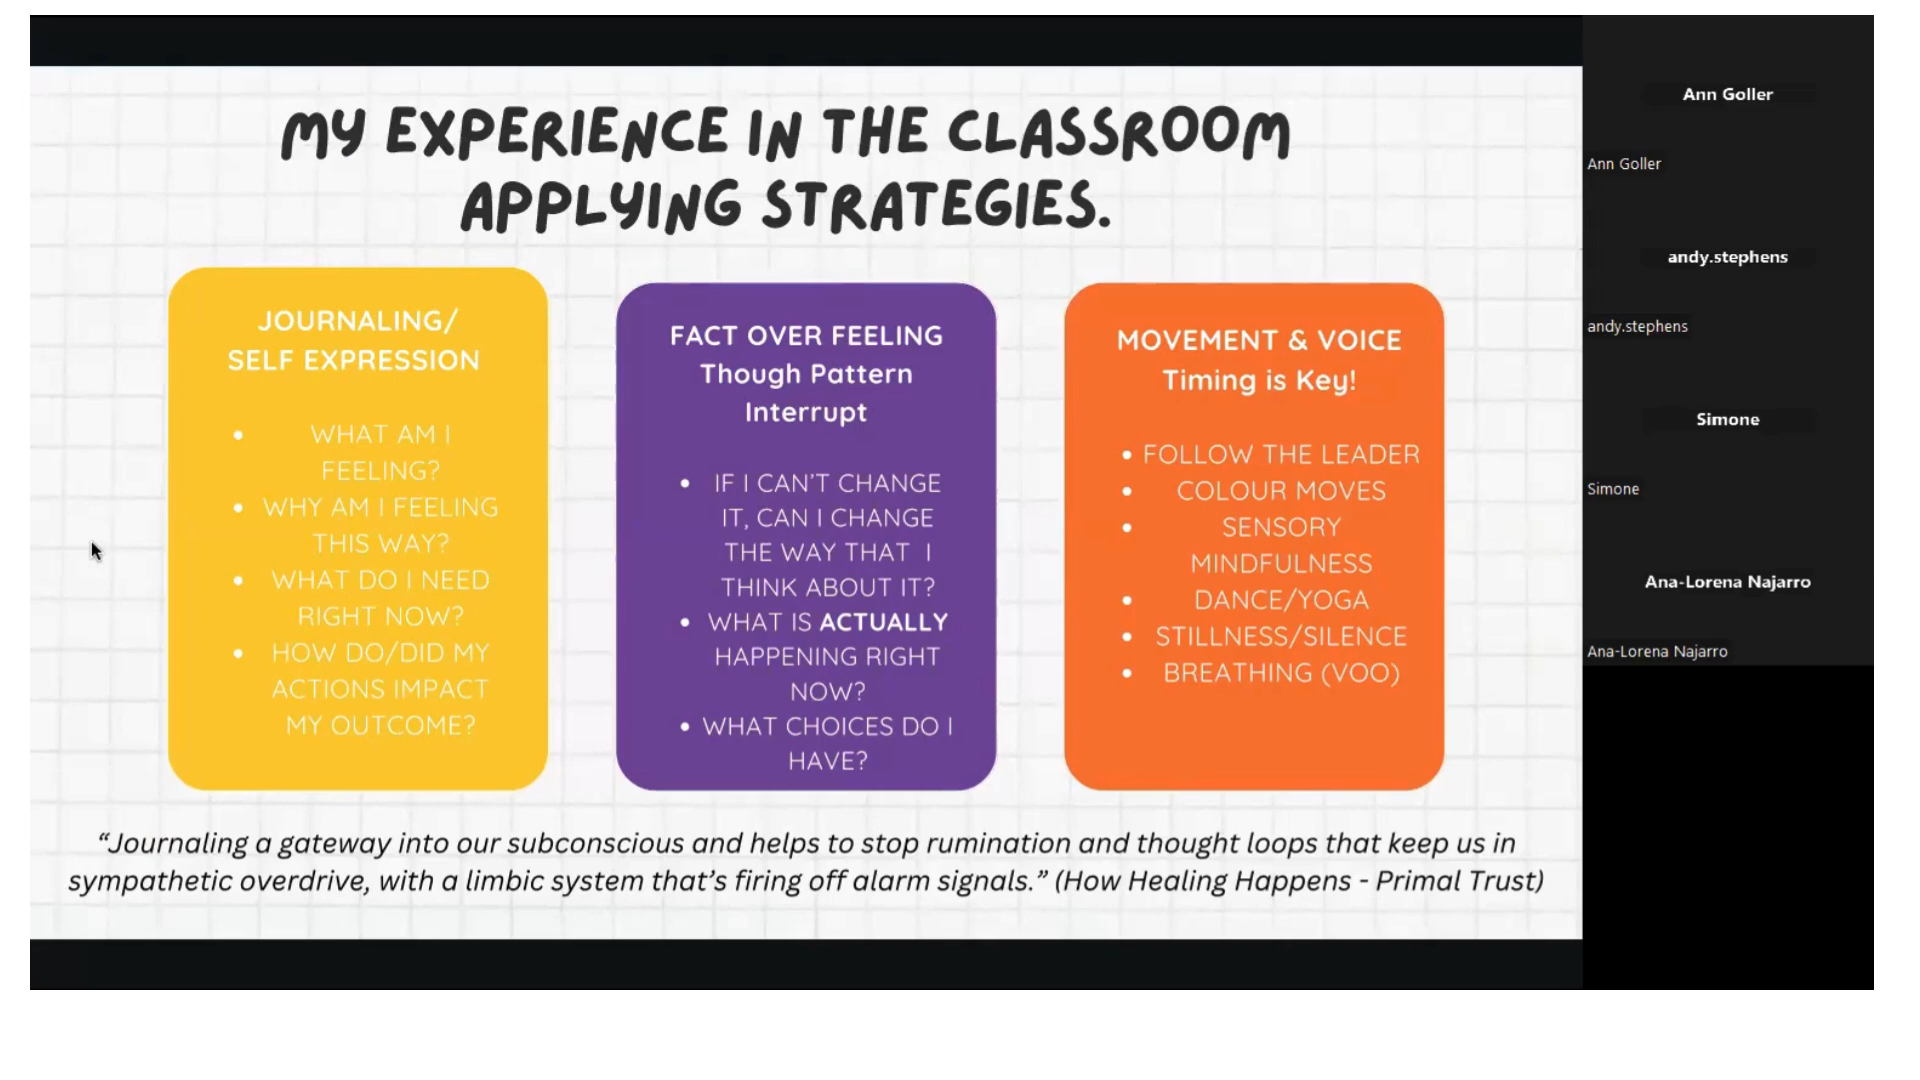 MY EXPERIENCE IN THE CLASSROOM
APPLYING STRATEGIES.
JOURNALING/
SELF EXPRESSION
• WHAT AM I
FEELING?
• WHY AM I FEELING
THIS WAY?
• WHAT DO I NEED
RIGHT NOW?
• HOW DO/DID MY
ACTIONS IMPACT
MY OUTCOME?
FACT OVER FEELING
Though Pattern
Interrupt
• IF I CAN'T CHANGE
IT, CAN I CHANGE
THE WAY THAT I
THINK ABOUT IT?
• WHAT IS ACTUALLY
HAPPENING RIGHT
NOW?
• WHAT CHOICES DO I
HAVE?
MOVEMENT & VOICE
Timing is Key!
• FOLLOW THE LEADER
• COLOUR MOVES
• SENSORY
MINDFULNESS
• DANCE/YOGA
• STILLNESS/SILENCE
• BREATHING (VOO)
“Journaling a gateway into our subconscious and helps to stop rumination and thought loops that keep us in
sympathetic overdrive, with a limbic system that’s firing off alarm signals.” (How Healing Happens - Primal Trust)
Ann Goller
Ann Goller
andy.stephens
andy.stephens
Simone
Simone
Ana-Lorena Najarro
Ana-Lorena Najarro